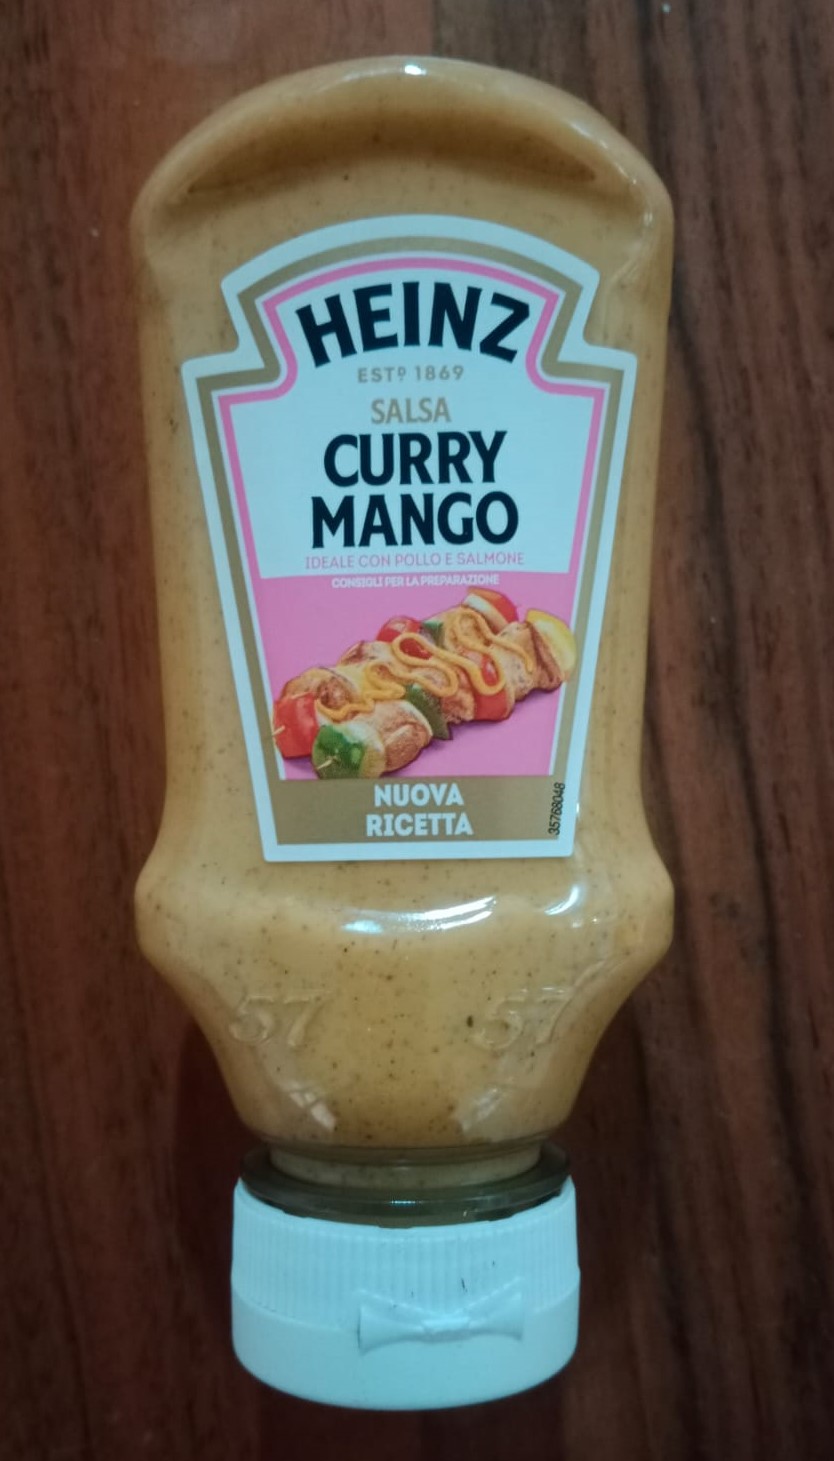 HEINZ
ESTD 1869
SALSA
CURRY
MANGO
IDEALE CON POLLO E SALMONE
CONSIGLI PER LA PREPARAZIONE
NUOVA
RICETTA
35768048
57 57